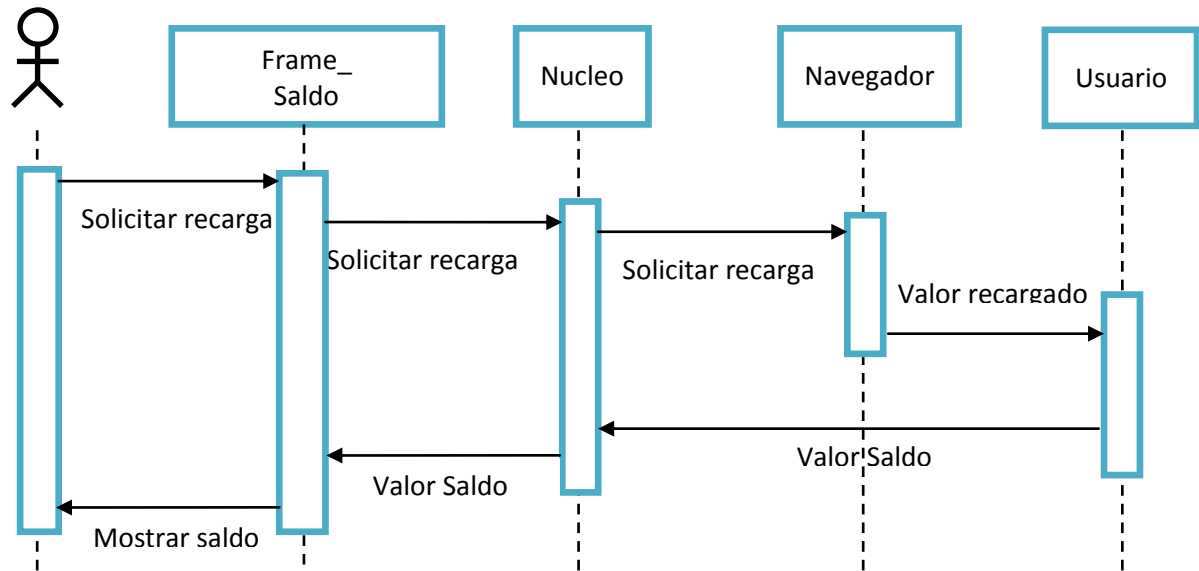 Frame_
Saldo
Nucleo
Navegador
Usuario
Solicitar recarga
Solicitar recarga
Solicitar recarga
Valor recargado
Valor Saldo
Valor Saldo
Mostrar saldo